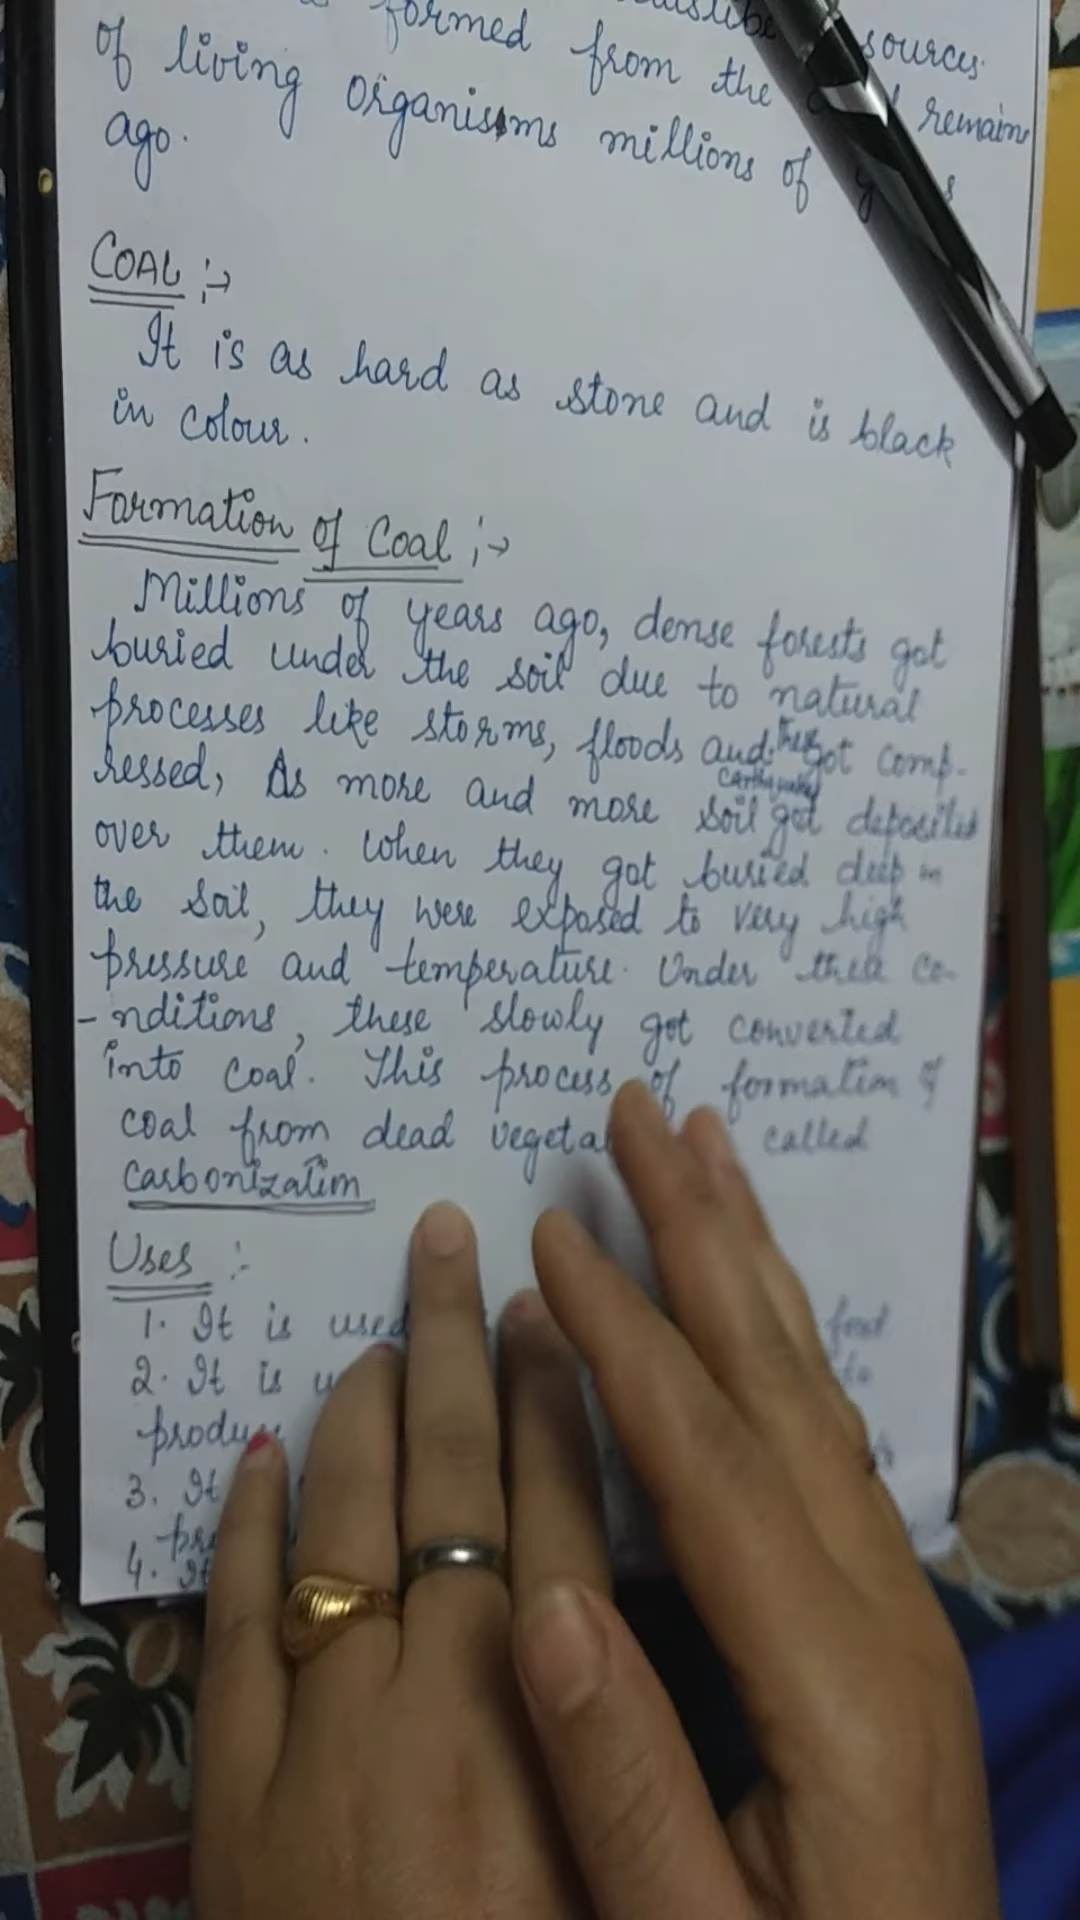 formed from the sources.
of living organisms millions of remain
ago.
COAL :→
It is as hard as stone and is black
in colour.
Formation of Coal :→
Millions of years ago, dense forests got
buried under the soil due to natural
processes like storms, floods and they got comp-
earthquakes
ressed, As more and more soil got deposited
over them. When they got buried deep in
the soil, they were exposed to very high
pressure and temperature. Under these co-
-nditions, these slowly got converted
into coal. This process of formation of
coal from dead called
Carbonization
Uses :-
1. It is used
2. It is to
3. It
4. It